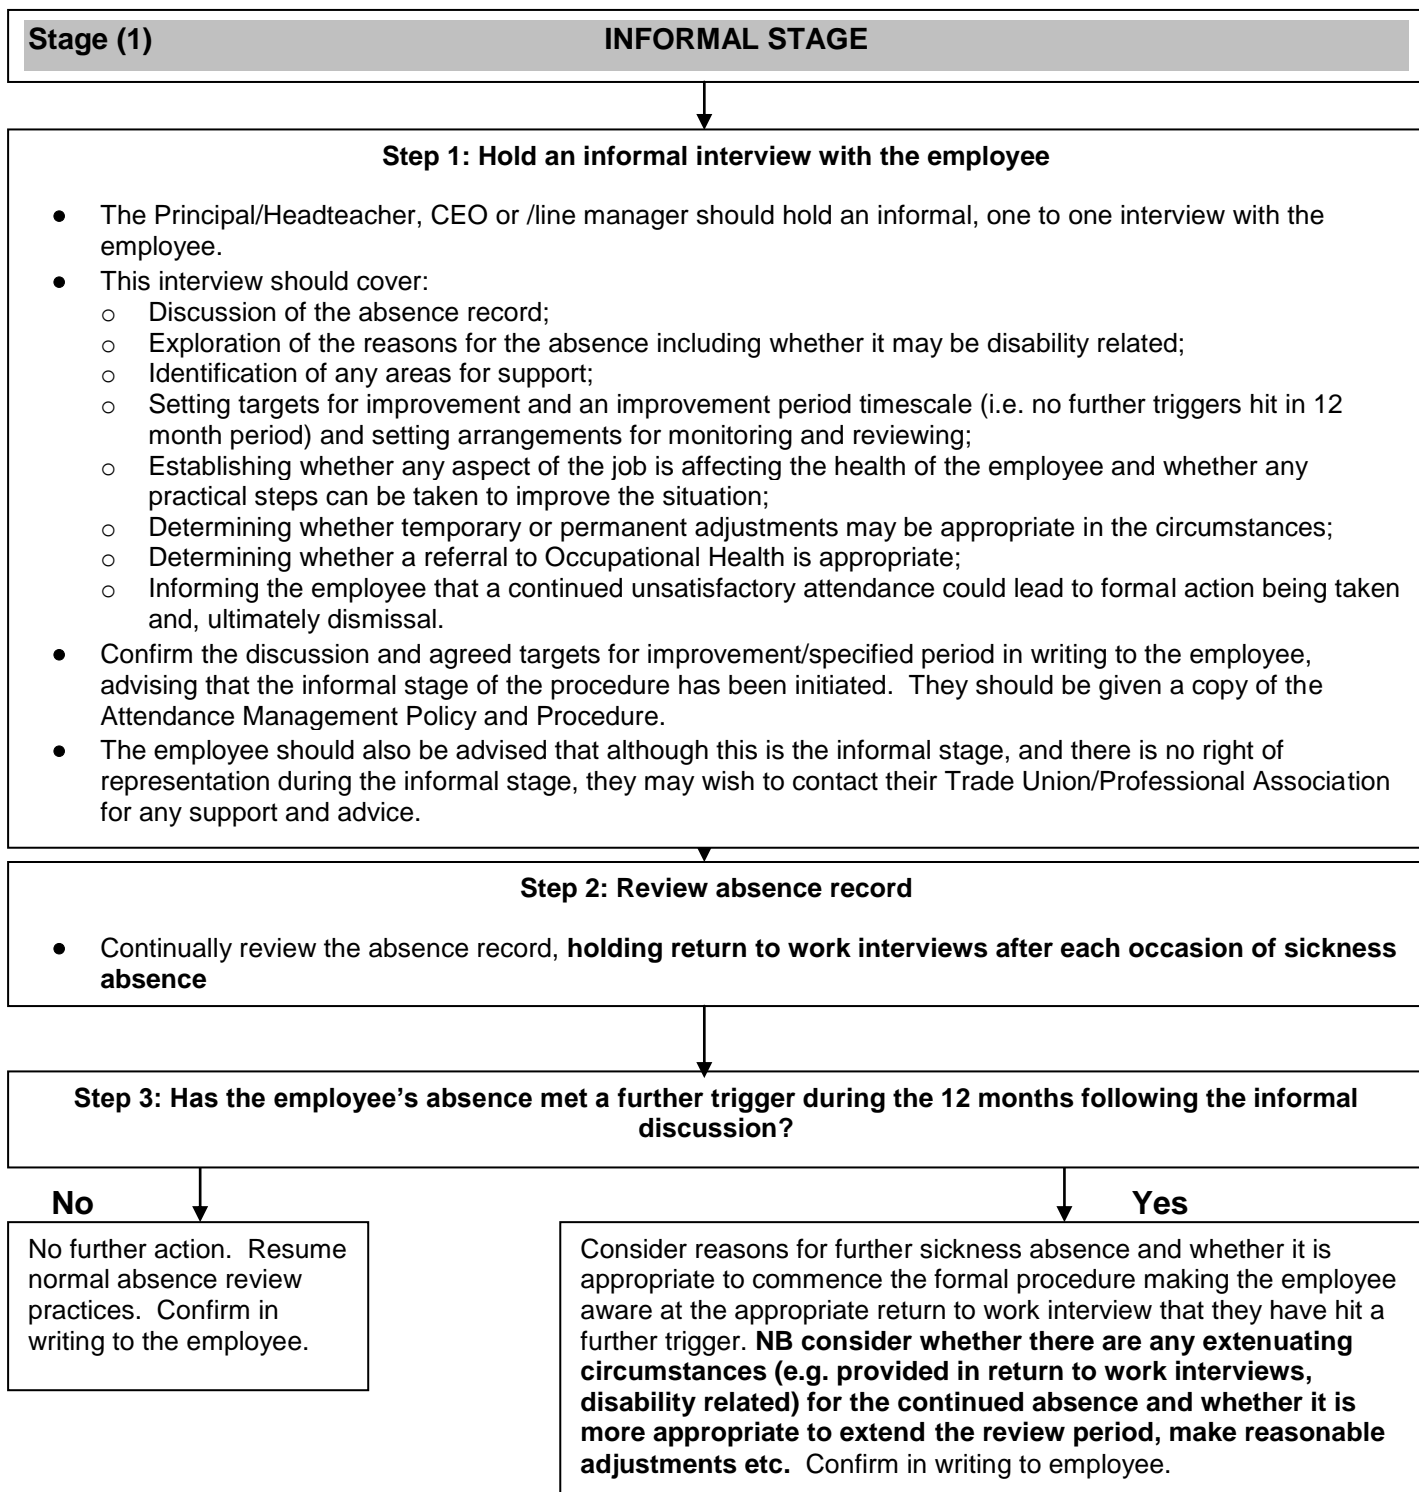 Stage (1) INFORMAL STAGE
Step 1: Hold an informal interview with the employee
● The Principal/Headteacher, CEO or /line manager should hold an informal, one to one interview with the
employee.
● This interview should cover:
o Discussion of the absence record;
o Exploration of the reasons for the absence including whether it may be disability related;
o Identification of any areas for support;
o Setting targets for improvement and an improvement period timescale (i.e. no further triggers hit in 12
month period) and setting arrangements for monitoring and reviewing;
o Establishing whether any aspect of the job is affecting the health of the employee and whether any
practical steps can be taken to improve the situation;
o Determining whether temporary or permanent adjustments may be appropriate in the circumstances;
o Determining whether a referral to Occupational Health is appropriate;
o Informing the employee that a continued unsatisfactory attendance could lead to formal action being taken
and, ultimately dismissal.
● Confirm the discussion and agreed targets for improvement/specified period in writing to the employee,
advising that the informal stage of the procedure has been initiated. They should be given a copy of the
Attendance Management Policy and Procedure.
● The employee should also be advised that although this is the informal stage, and there is no right of
representation during the informal stage, they may wish to contact their Trade Union/Professional Association
for any support and advice.
Step 2: Review absence record
● Continually review the absence record, holding return to work interviews after each occasion of sickness
absence
Step 3: Has the employee’s absence met a further trigger during the 12 months following the informal
discussion?
No
No further action. Resume
normal absence review
practices. Confirm in
writing to the employee.
Yes
Consider reasons for further sickness absence and whether it is
appropriate to commence the formal procedure making the employee
aware at the appropriate return to work interview that they have hit a
further trigger. NB consider whether there are any extenuating
circumstances (e.g. provided in return to work interviews,
disability related) for the continued absence and whether it is
more appropriate to extend the review period, make reasonable
adjustments etc. Confirm in writing to employee.